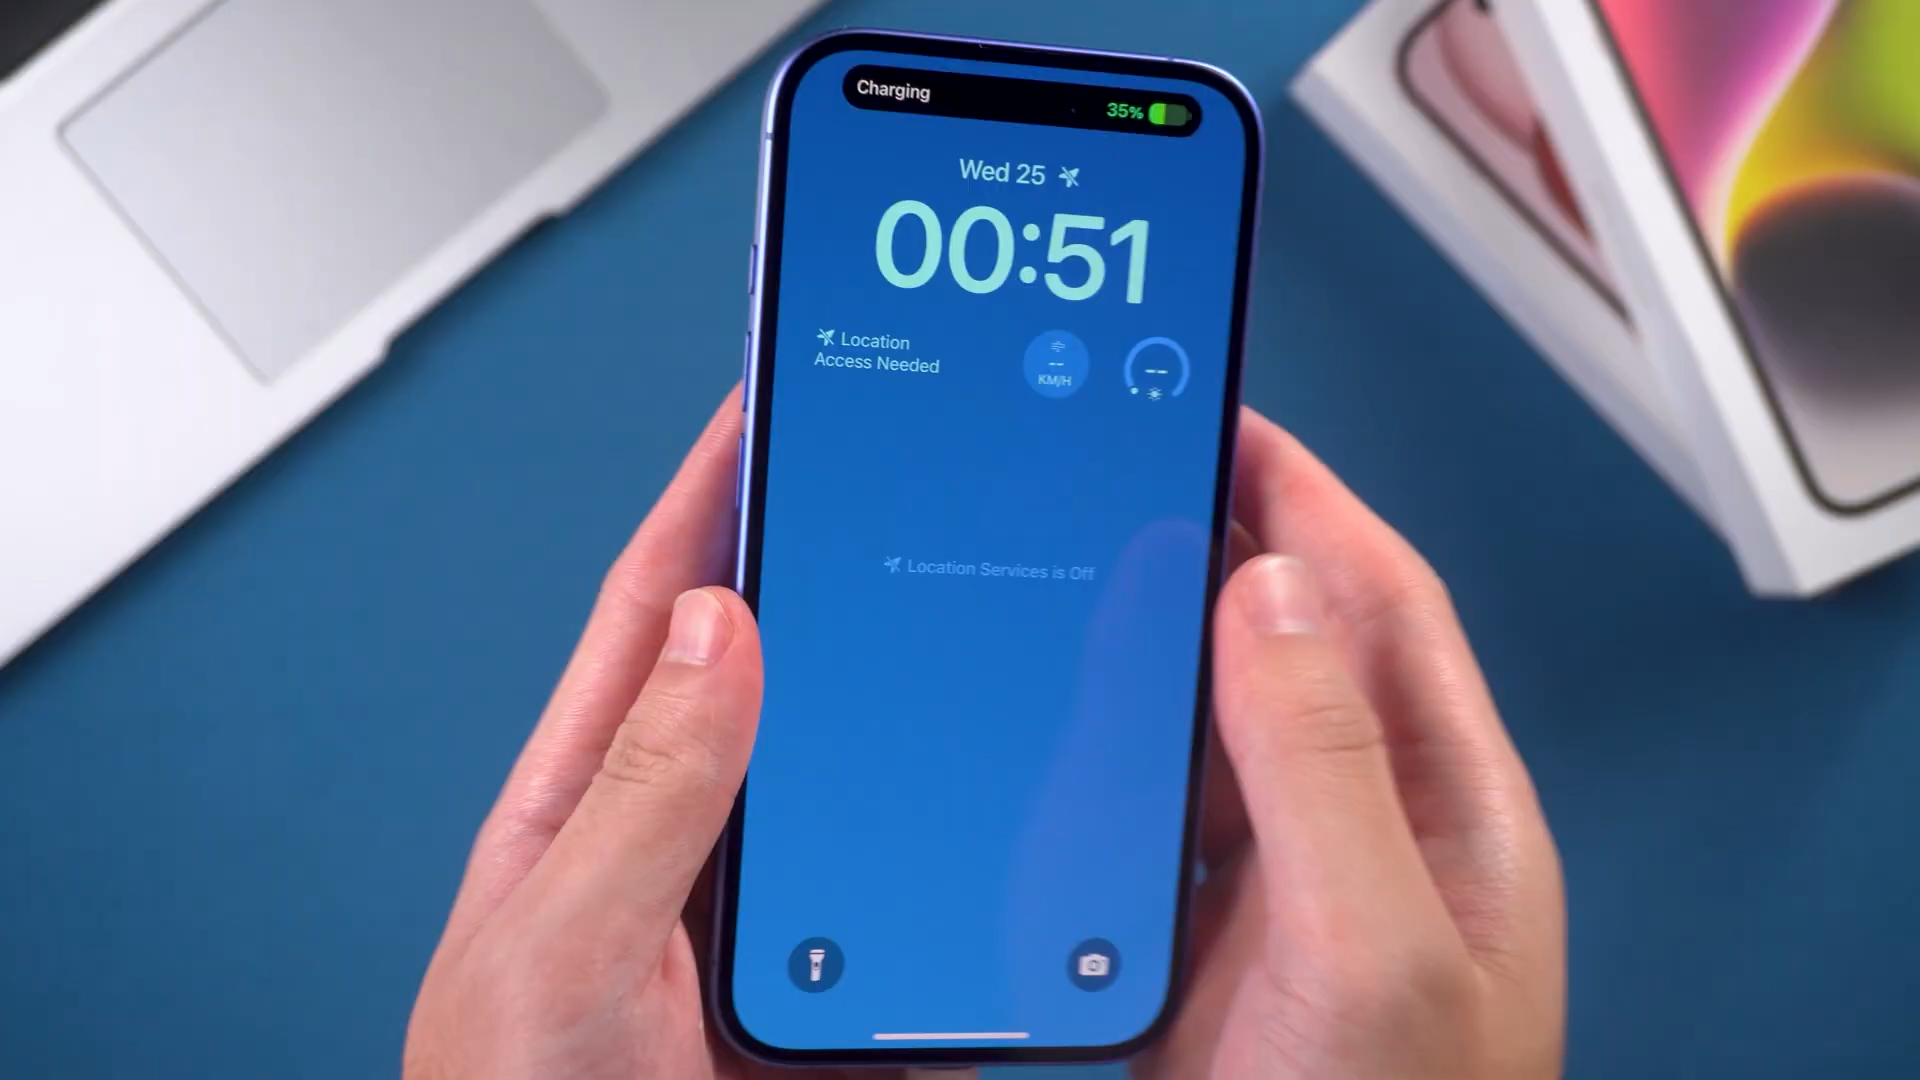 Charging
35%
Wed 25
00:51
Location
Access Needed
--
KM/H
--
Location Services is Off